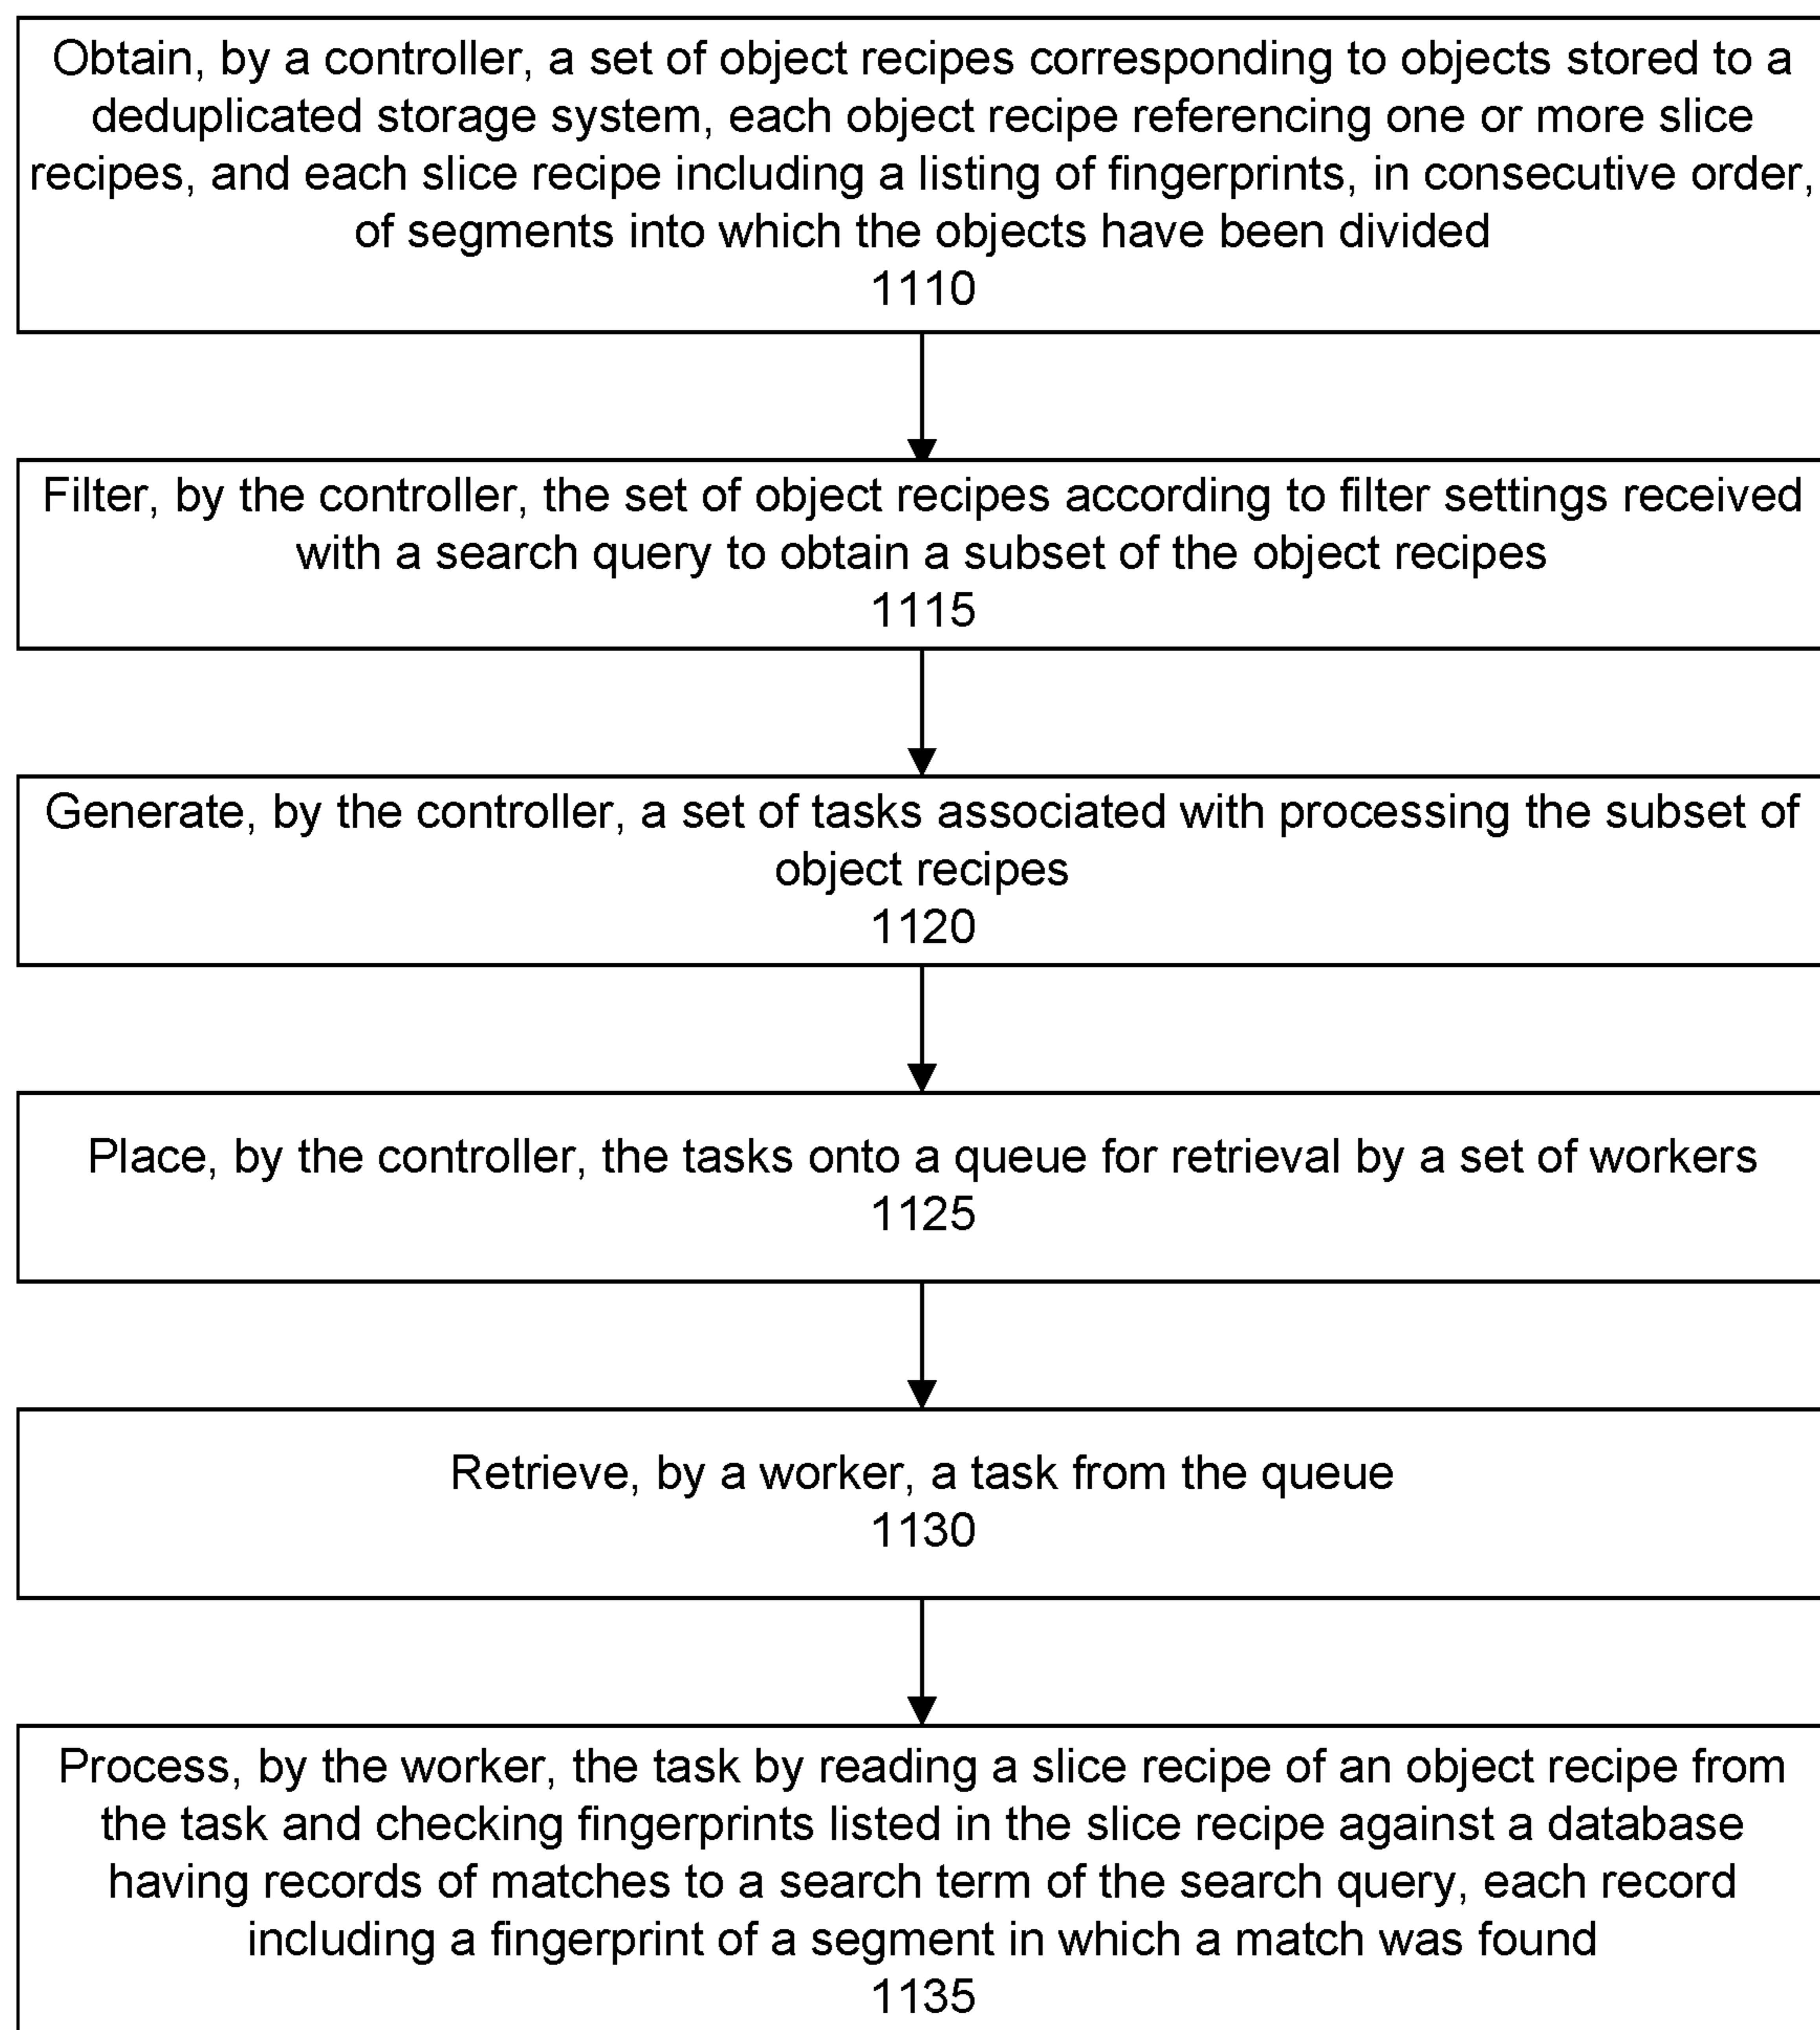 Obtain, by a controller, a set of object recipes corresponding to objects stored to a
deduplicated storage system, each object recipe referencing one or more slice
recipes, and each slice recipe including a listing of fingerprints, in consecutive order,
of segments into which the objects have been divided
1110
Filter, by the controller, the set of object recipes according to filter settings received
with a search query to obtain a subset of the object recipes
1115
Generate, by the controller, a set of tasks associated with processing the subset of
object recipes
1120
Place, by the controller, the tasks onto a queue for retrieval by a set of workers
1125
Retrieve, by a worker, a task from the queue
1130
Process, by the worker, the task by reading a slice recipe of an object recipe from
the task and checking fingerprints listed in the slice recipe against a database
having records of matches to a search term of the search query, each record
including a fingerprint of a segment in which a match was found
1135